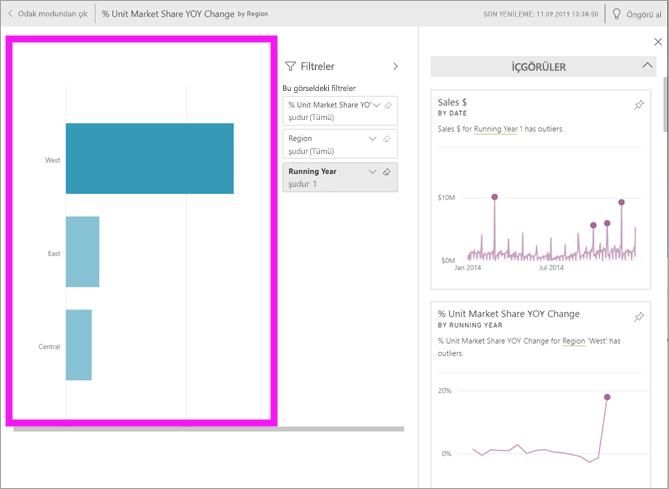 Odak modundan çık
% Unit Market Share YOY Change by Region
SON YENİLEME: 11.09.2019 13:38:50
Öngörü al
West
East
Central
Filtreler
Bu görseldeki filtreler
% Unit Market Share YO
şudur (Tümü)
Region
şudur (Tümü)
Running Year
şudur 1
İÇGÖRÜLER
Sales $
BY DATE
Sales $ for Running Year 1 has outliers.
$10M
$0M
Jan 2014
Jul 2014
% Unit Market Share YOY Change
BY RUNNING YEAR
% Unit Market Share YOY Change for Region 'West' has
outliers.
20%
0%